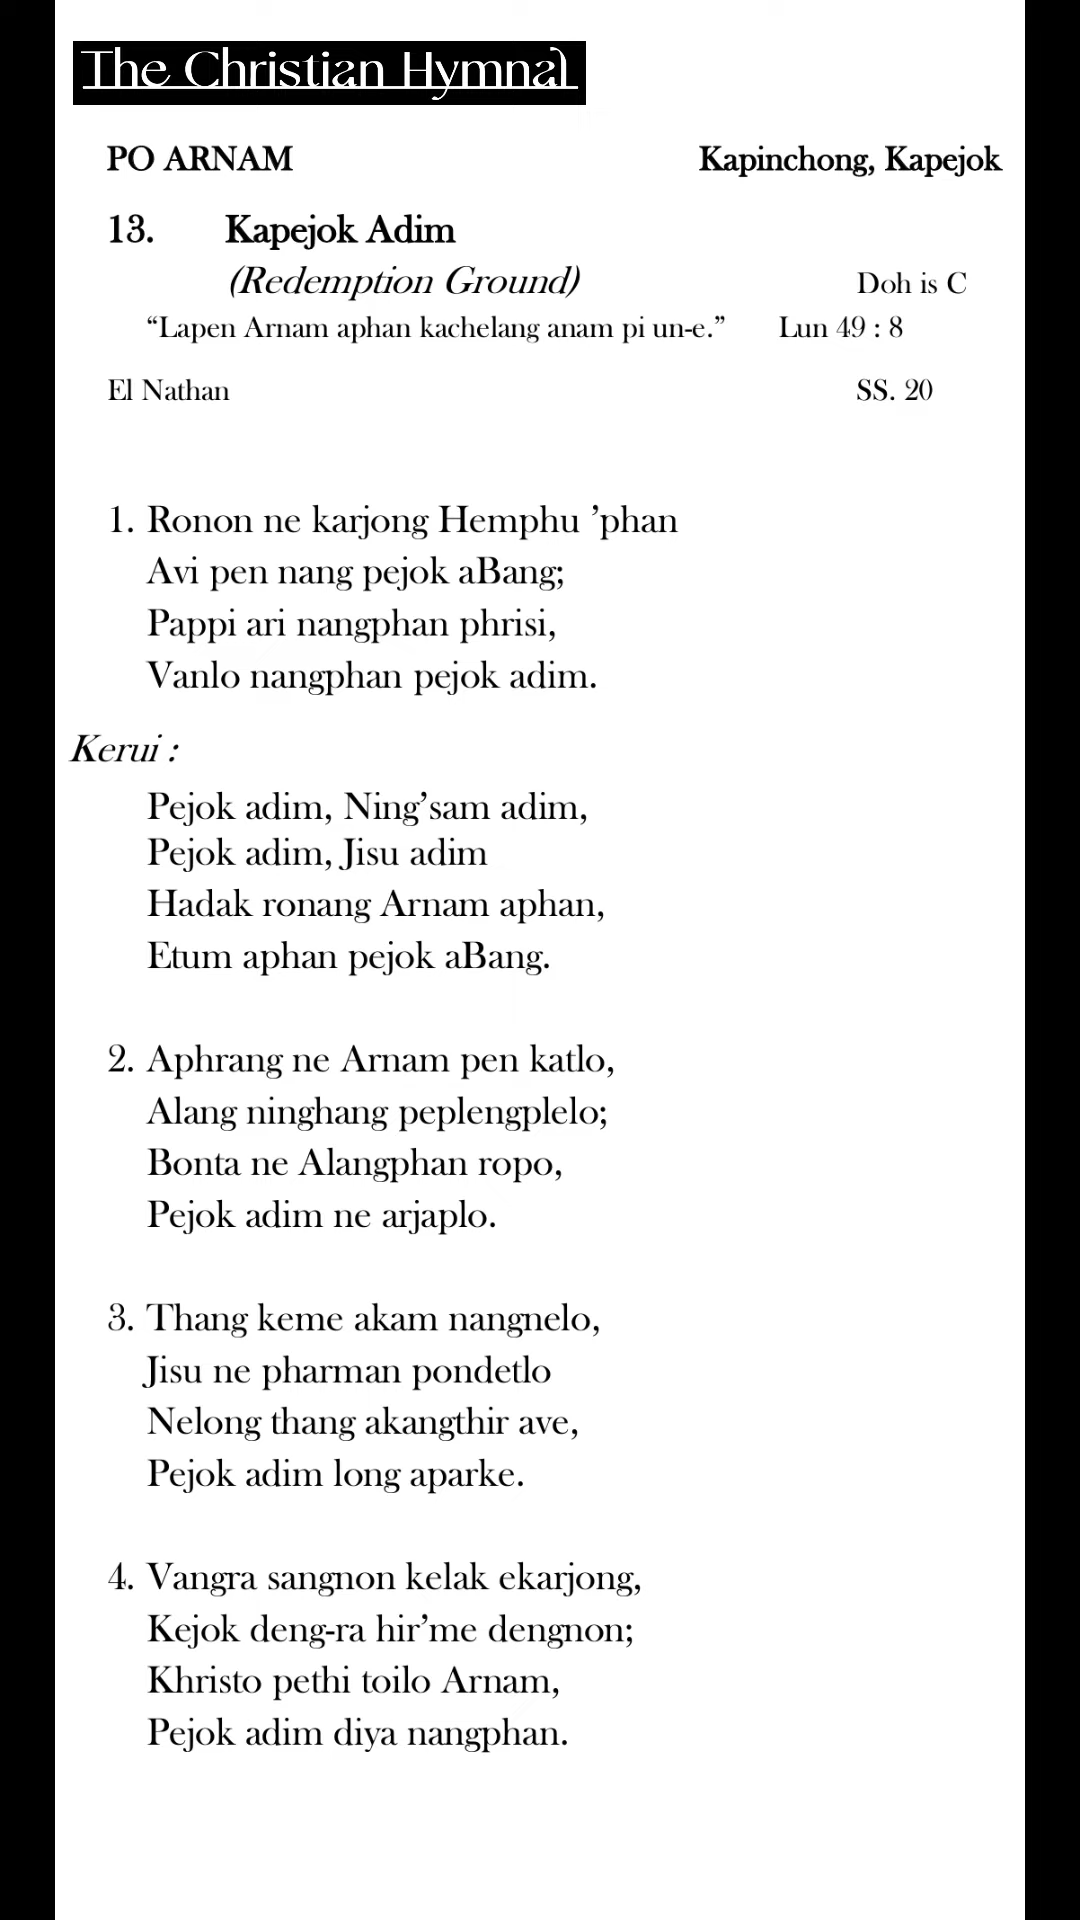 The Christian Hymnal
PO ARNAM Kapinchong, Kapejok
13. Kapejok Adim
(Redemption Ground) Doh is C
“Lapen Arnam aphan kachelang anam pi un-e.” Lun 49 : 8
El Nathan SS. 20
1. Ronon ne karjong Hemphu ’phan
Avi pen nang pejok aBang;
Pappi ari nangphan phrisi,
Vanlo nangphan pejok adim.
Kerui :
Pejok adim, Ning’sam adim,
Pejok adim, Jisu adim
Hadak ronang Arnam aphan,
Etum aphan pejok aBang.
2. Aphrang ne Arnam pen katlo,
Alang ninghang peplengplelo;
Bonta ne Alangphan ropo,
Pejok adim ne arjaplo.
3. Thang keme akam nangnelo,
Jisu ne pharman pondetlo
Nelong thang akangthir ave,
Pejok adim long aparke.
4. Vangra sangnon kelak ekarjong,
Kejok deng-ra hir’me dengnon;
Khristo pethi toilo Arnam,
Pejok adim diya nangphan.